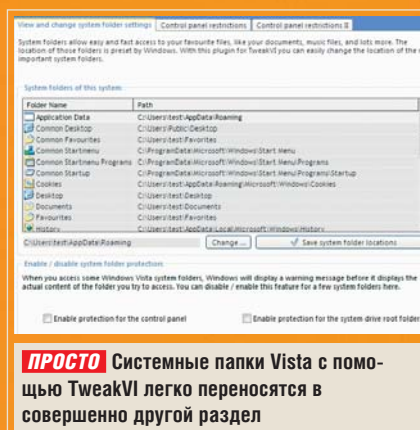 View and change system folder settings Control panel restrictions Control panel restrictions II
System folders allow easy and fast access to your favourite files, like your documents, music files, and lots more. The
location of those folders is preset by Windows. With this plugin for TweakVI you can easily change the location of the
important system folders.
System folders of this system:
Folder Name Path
Application Data C:\Users\test\AppData\Roaming
Common Desktop C:\Users\Public\Desktop
Common Favourites C:\Users\test\Favorites
Common Startmenu C:\ProgramData\Microsoft\Windows\Start Menu
Common Startmenu Programs C:\ProgramData\Microsoft\Windows\Start Menu\Programs
Common Startup C:\ProgramData\Microsoft\Windows\Start Menu\Programs\Startup
Cookies C:\Users\test\AppData\Roaming\Microsoft\Windows\Cookies
Desktop C:\Users\test\Desktop
Documents C:\Users\test\Documents
Favourites C:\Users\test\Favorites
History C:\Users\test\AppData\Local\Microsoft\Windows\History
C:\Users\test\AppData\Roaming Change ... Save system folder locations
Enable / disable system folder protection:
When you access some Windows Vista system folders, Windows will display a warning message before it displays the
actual content of the folder you try to access. You can disable / enable this feature for a few system folders here.
Enable protection for the control panel Enable protection for the system drive root folder
ПРОСТО Системные папки Vista с помо-
щью TweakVI легко переносятся в
совершенно другой раздел